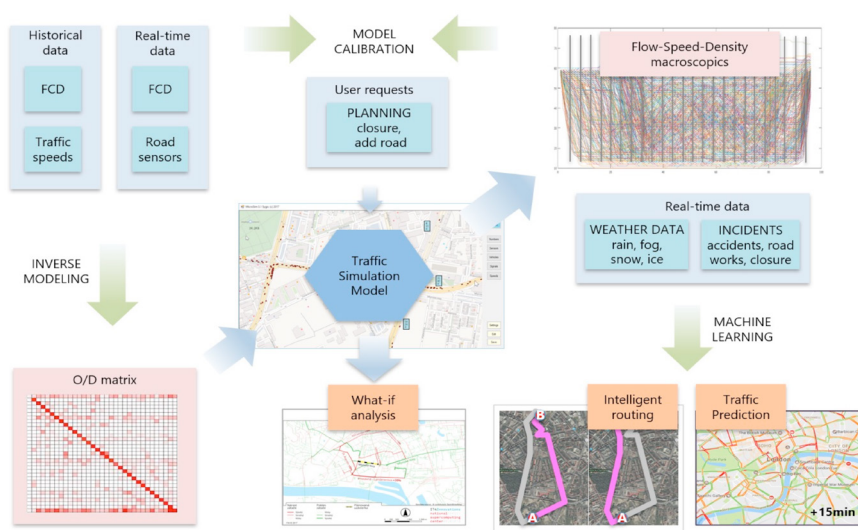 Historical
data
FCD
Traffic
speeds
Real-time
data
FCD
Road
sensors
MODEL
CALIBRATION
User requests
PLANNING
closure,
add road
Flow-Speed-Density
macroscopics
Real-time data
WEATHER DATA
rain, fog,
snow, ice
INCIDENTS
accidents, road
works, closure
INVERSE
MODELING
Traffic
Simulation
Model
MACHINE
LEARNING
O/D matrix
What-if
analysis
Intelligent
routing
B
A
A
Traffic
Prediction
+15min